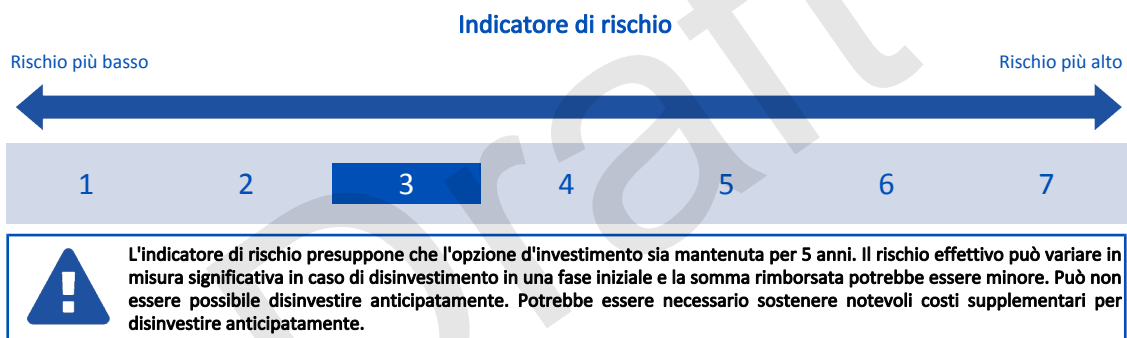 Indicatore di rischio
Rischio più basso Rischio più alto
1 2 3 4 5 6 7
L'indicatore di rischio presuppone che l'opzione d'investimento sia mantenuta per 5 anni. Il rischio effettivo può variare in
misura significativa in caso di disinvestimento in una fase iniziale e la somma rimborsata potrebbe essere minore. Può non
essere possibile disinvestire anticipatamente. Potrebbe essere necessario sostenere notevoli costi supplementari per
disinvestire anticipatamente.
Draft